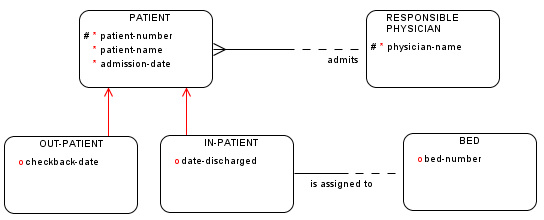 PATIENT
# * patient-number
* patient-name
* admission-date
RESPONSIBLE
PHYSICIAN
# * physician-name
admits
OUT-PATIENT
o checkback-date
IN-PATIENT
o date-discharged
is assigned to
BED
o bed-number